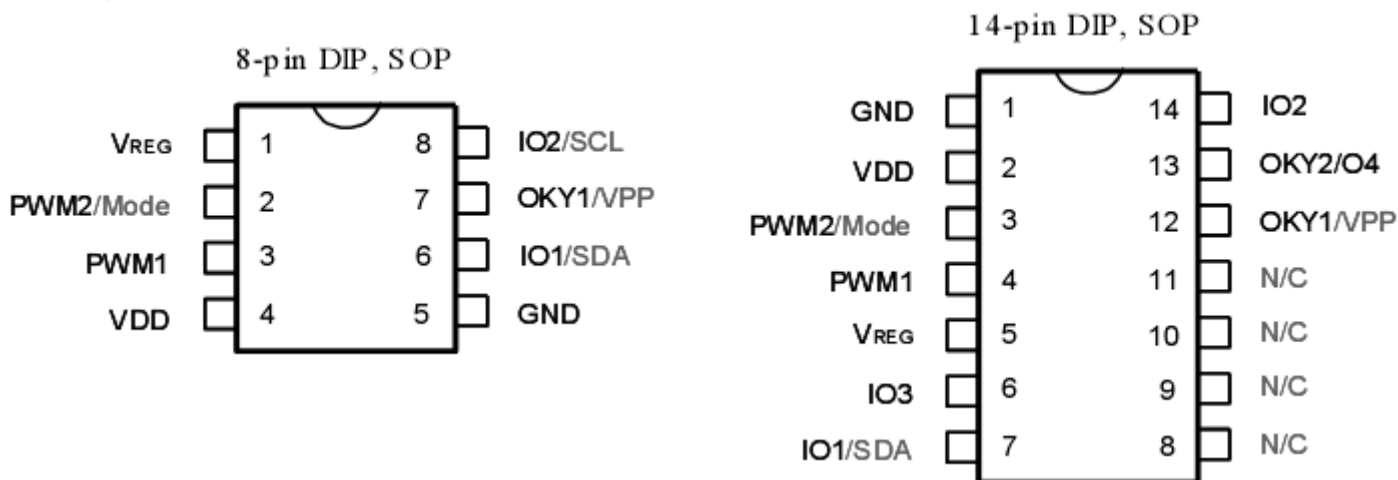 8-pin DIP, SOP
VREG 1 8 IO2/SCL
PWM2/Mode 2 7 OKY1/VPP
PWM1 3 6 IO1/SDA
VDD 4 5 GND
14-pin DIP, SOP
GND 1 14 IO2
VDD 2 13 OKY2/O4
PWM2/Mode 3 12 OKY1/VPP
PWM1 4 11 N/C
VREG 5 10 N/C
IO3 6 9 N/C
IO1/SDA 7 8 N/C